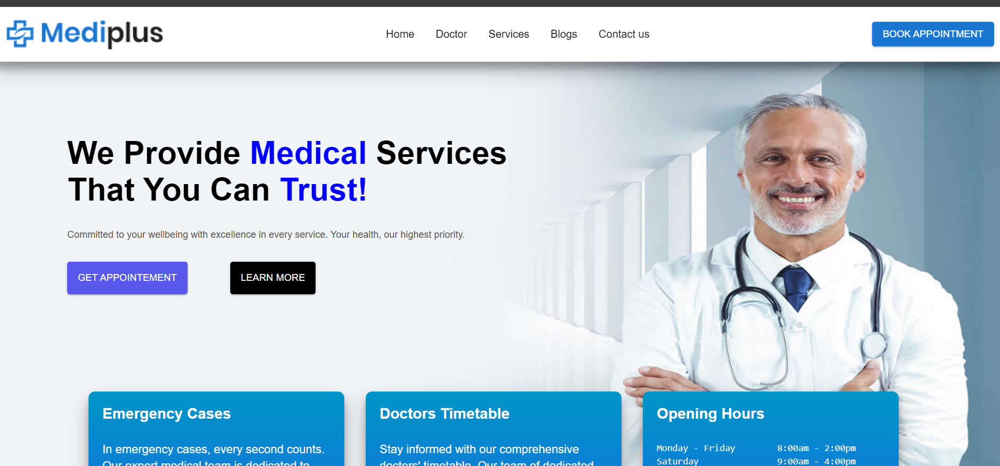 Mediplus
Home Doctor Services Blogs Contact us
BOOK APPOINTMENT
We Provide Medical Services
That You Can Trust!
Committed to your wellbeing with excellence in every service. Your health, our highest priority.
GET APPOINTEMENT
LEARN MORE
Emergency Cases
In emergency cases, every second counts.
Our expert medical team is dedicated to
Doctors Timetable
Stay informed with our comprehensive
doctors' timetable. Our team of dedicated
Opening Hours
Monday - Friday 8:00am - 2:00pm
Saturday 9:00am - 4:00pm